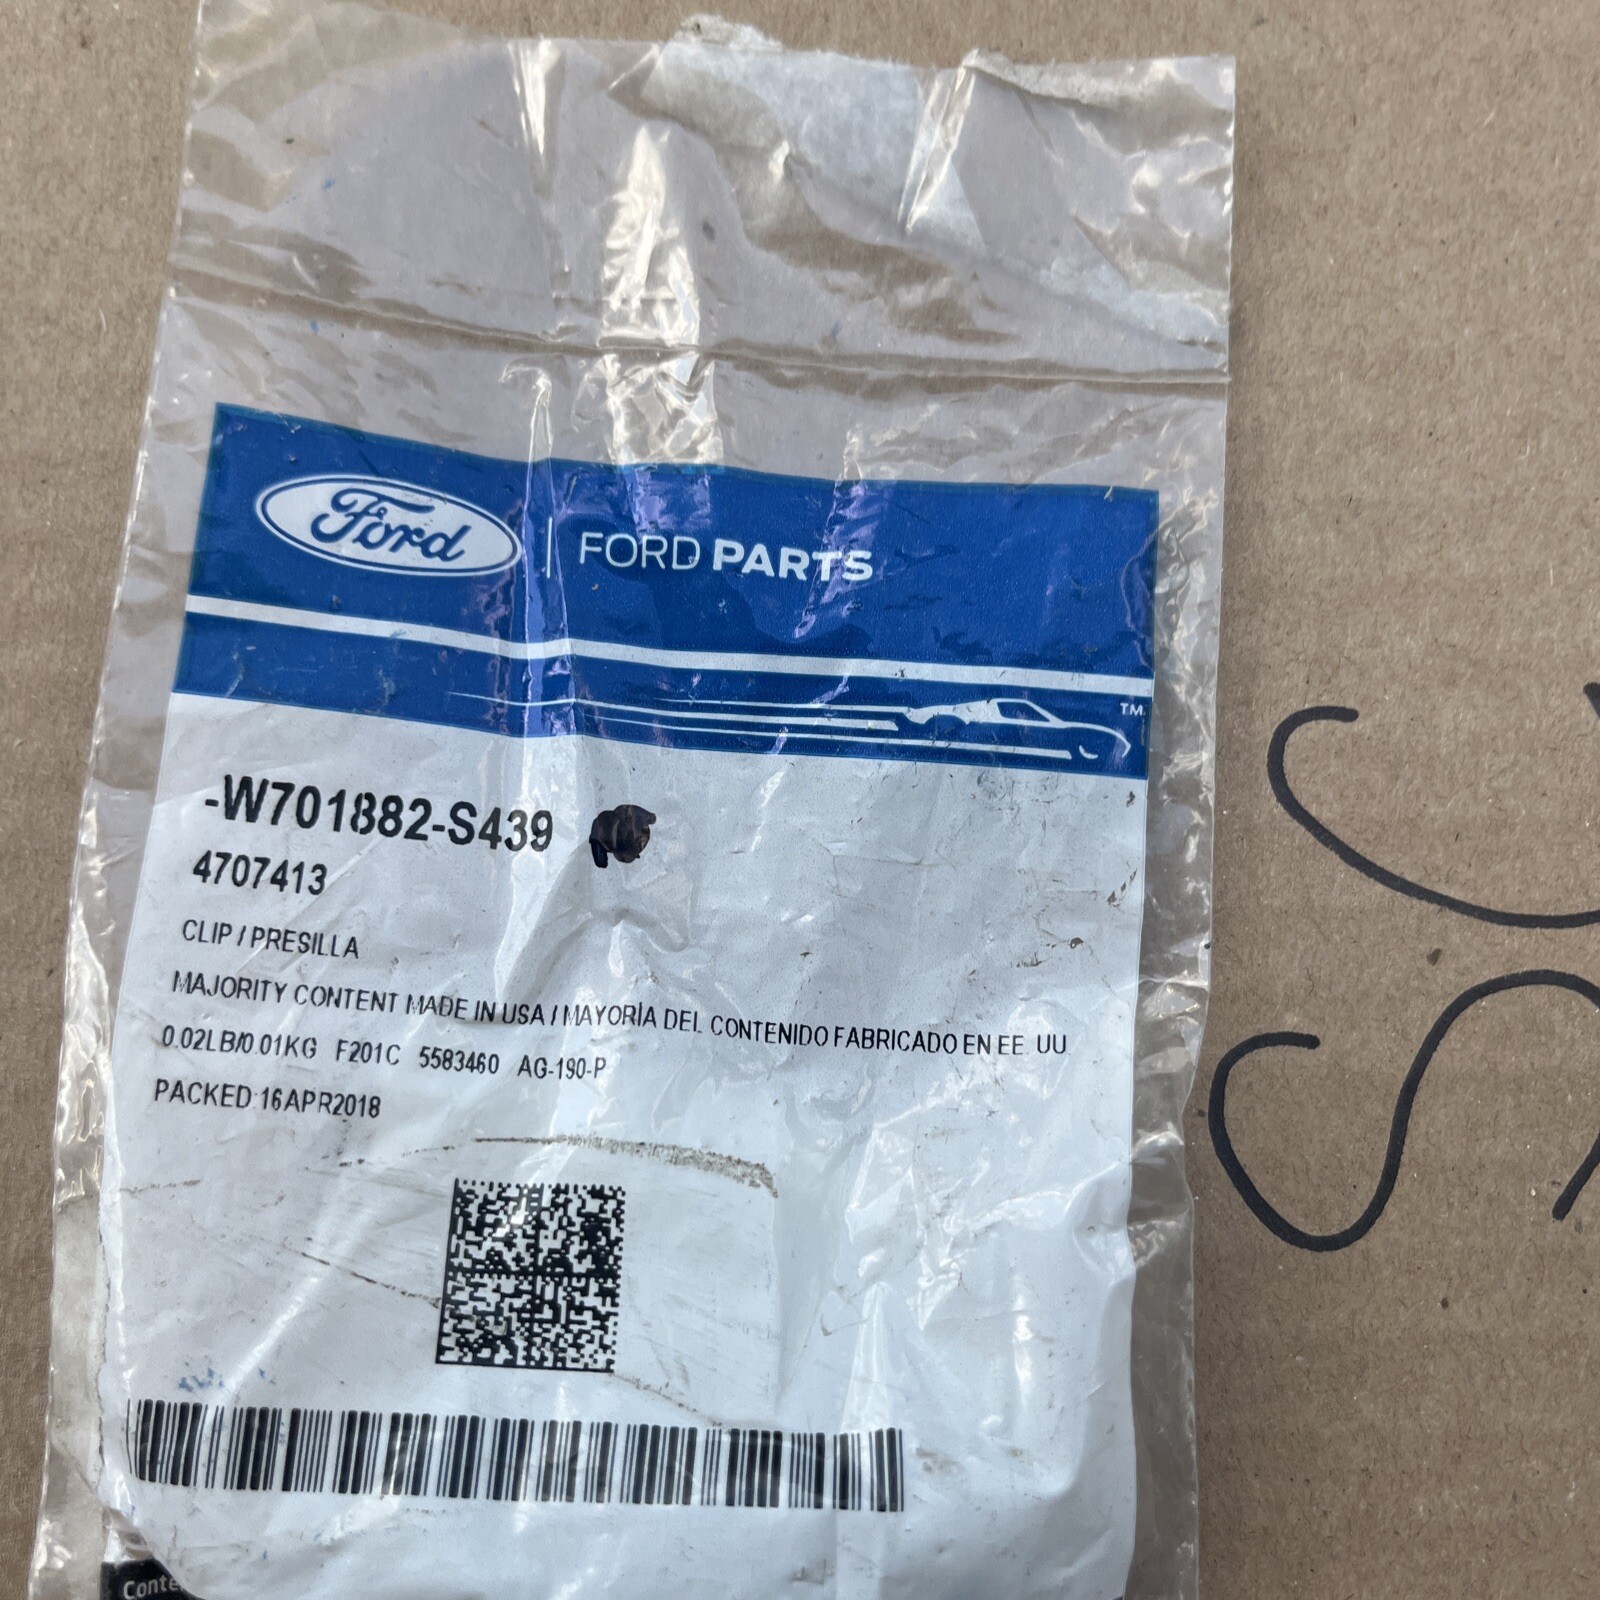 Ford FORD PARTS
TM
-W701882-S439
4707413
CLIP / PRESILLA
MAJORITY CONTENT MADE IN USA / MAYORÍA DEL CONTENIDO FABRICADO EN EE. UU
0.02LB/0.01KG F201C 5583460 AG-190-P
PACKED:16APR2018